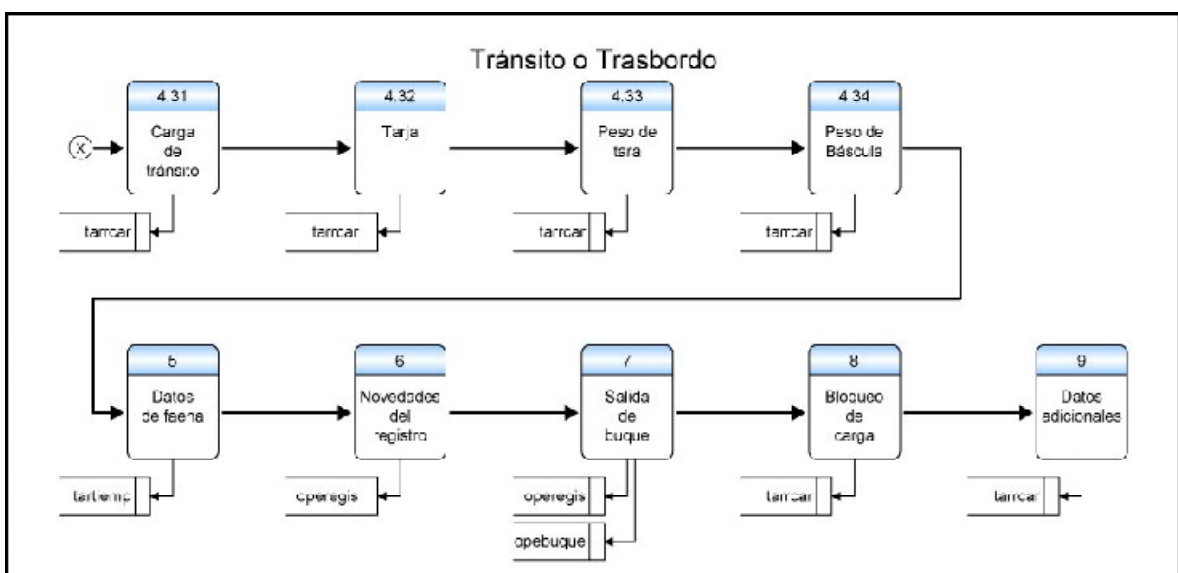 Tránsito o Trasbordo
4.31
4.32
4.33
4.34
X
Carga
de
tránsito
Tarja
Peso de
tara
Peso de
Báscula
tarrcar
tarrcar
tarrcar
tarrcar
5
6
7
8
9
Datos
de faena
Novedades
del
registro
Salida
de
buque
Bloqueo
de
carga
Datos
adicionales
tartiemp
operegis
operegis
tarrcar
tarrcar
opebuque